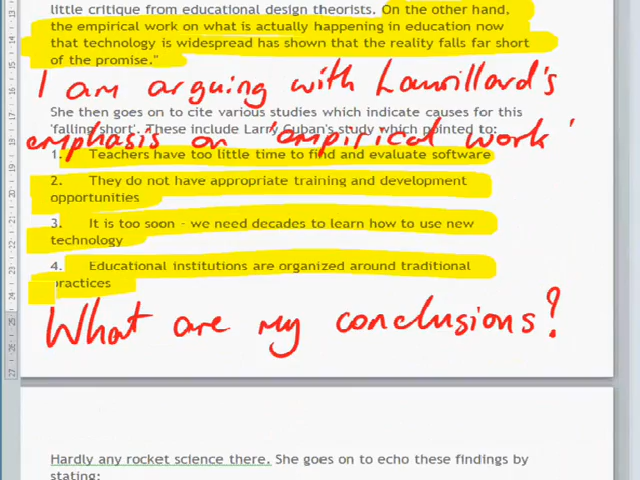 little critique from educational design theorists. On the other hand,
the empirical work on what is actually happening in education now
that technology is widespread has shown that the reality falls far short
of the promise."
I am arguing with Laurillard's
She then goes on to cite various studies which indicate causes for this
'falling short'. These include Larry Cuban's study which pointed to:
emphasis on 'empirical work'
1. Teachers have too little time to find and evaluate software
2. They do not have appropriate training and development
opportunities
3. It is too soon - we need decades to learn how to use new
technology
4. Educational institutions are organized around traditional
practices
What are my conclusions?
Hardly any rocket science there. She goes on to echo these findings by
stating: